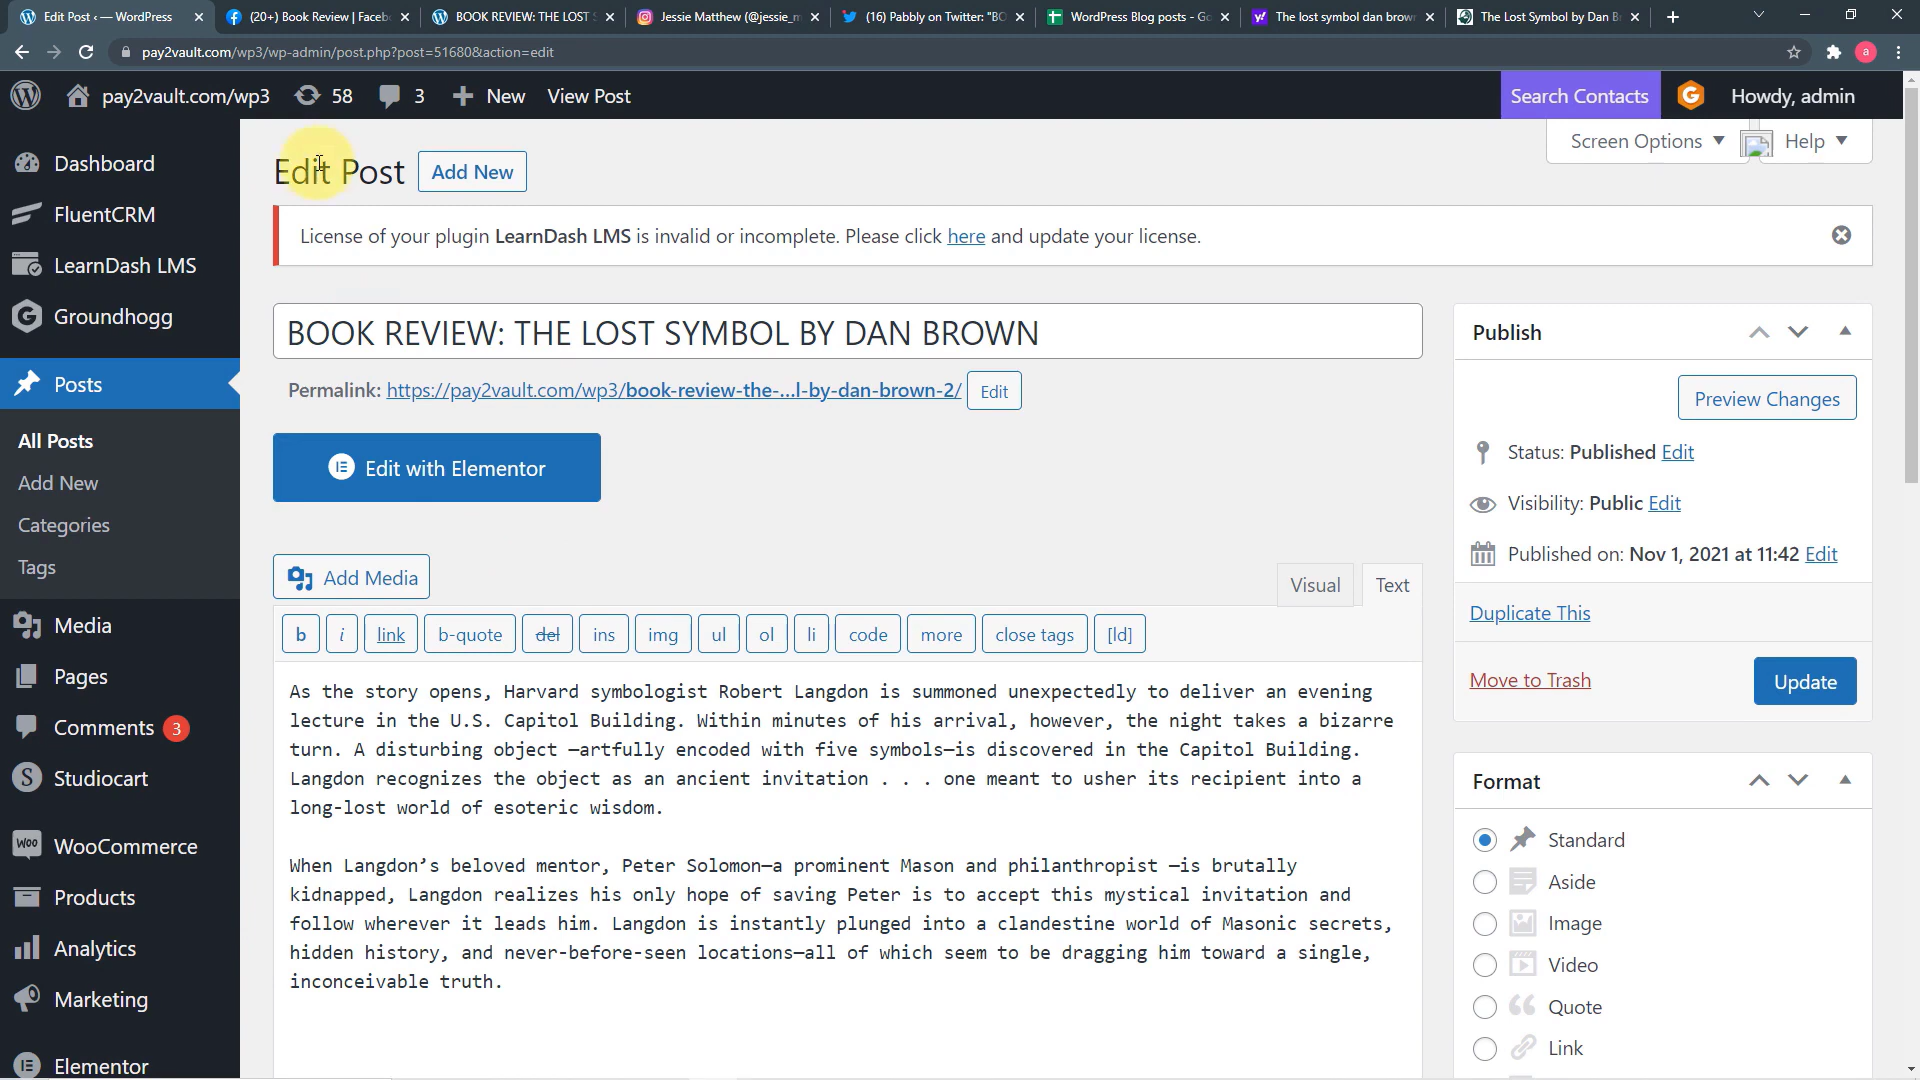 Edit Post ‹ — WordPress
(20+) Book Review | Faceb
BOOK REVIEW: THE LOST S
Jessie Matthew (@jessie_m
(16) Pabbly on Twitter: "BO
WordPress Blog posts - Go
The lost symbol dan brown
The Lost Symbol by Dan B
pay2vault.com/wp3/wp-admin/post.php?post=51680&action=edit
a
pay2vault.com/wp3
58
3
New
View Post
Search Contacts
Howdy, admin
Dashboard
FluentCRM
LearnDash LMS
Groundhogg
Posts
All Posts
Add New
Categories
Tags
Media
Pages
Comments 3
Studiocart
WooCommerce
Products
Analytics
Marketing
Elementor
Edit Post
Add New
Screen Options
Help
License of your plugin LearnDash LMS is invalid or incomplete. Please click here and update your license.
BOOK REVIEW: THE LOST SYMBOL BY DAN BROWN
Permalink: https://pay2vault.com/wp3/book-review-the-...l-by-dan-brown-2/ Edit
Edit with Elementor
Add Media
Visual
Text
b
i
link
b-quote
del
ins
img
ul
ol
li
code
more
close tags
[ld]
As the story opens, Harvard symbologist Robert Langdon is summoned unexpectedly to deliver an evening
lecture in the U.S. Capitol Building. Within minutes of his arrival, however, the night takes a bizarre
turn. A disturbing object —artfully encoded with five symbols—is discovered in the Capitol Building.
Langdon recognizes the object as an ancient invitation . . . one meant to usher its recipient into a
long-lost world of esoteric wisdom.
When Langdon’s beloved mentor, Peter Solomon—a prominent Mason and philanthropist —is brutally
kidnapped, Langdon realizes his only hope of saving Peter is to accept this mystical invitation and
follow wherever it leads him. Langdon is instantly plunged into a clandestine world of Masonic secrets,
hidden history, and never-before-seen locations—all of which seem to be dragging him toward a single,
inconceivable truth.
Publish
Preview Changes
Status: Published Edit
Visibility: Public Edit
Published on: Nov 1, 2021 at 11:42 Edit
Duplicate This
Move to Trash
Update
Format
Standard
Aside
Image
Video
Quote
Link